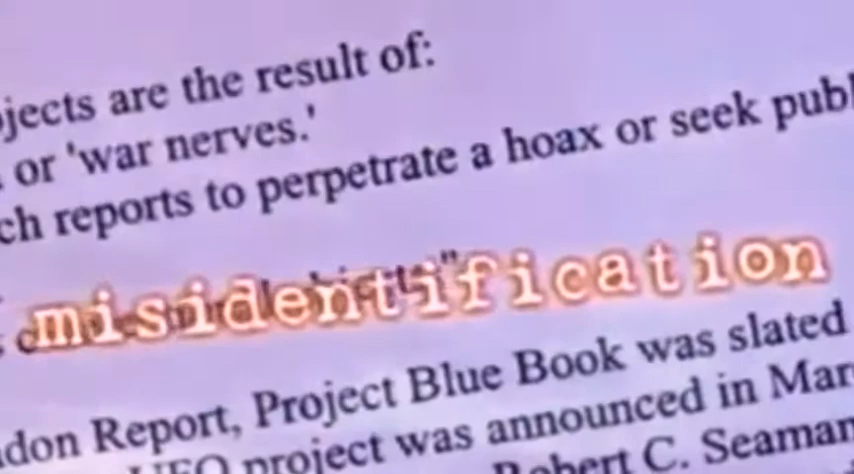 jects are the result of:
or 'war nerves.'
ch reports to perpetrate a hoax or seek publ
misidentification
don Report, Project Blue Book was slated
UFO project was announced in Mar
Robert C. Seaman